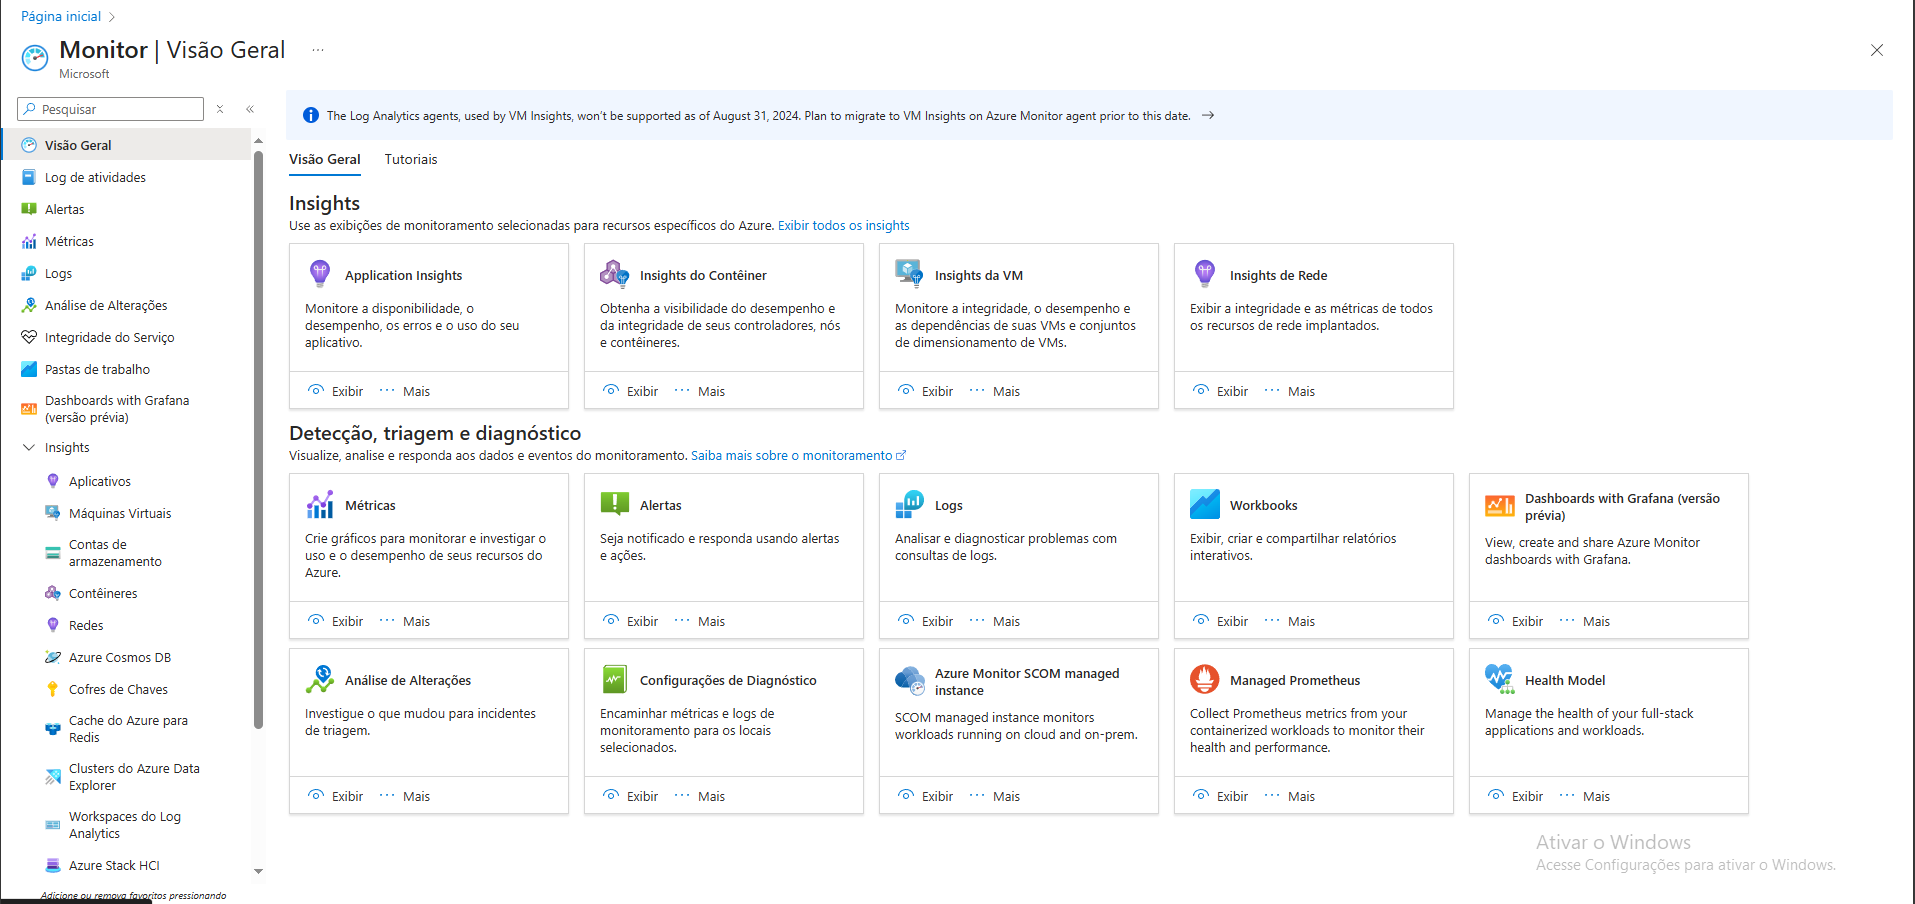 Página inicial
Monitor | Visão Geral ...
Microsoft
Pesquisar
Visão Geral
Log de atividades
Alertas
Métricas
Logs
Análise de Alterações
Integridade do Serviço
Pastas de trabalho
Dashboards with Grafana
(versão prévia)
Insights
Aplicativos
Máquinas Virtuais
Contas de
armazenamento
Contêineres
Redes
Azure Cosmos DB
Cofres de Chaves
Cache do Azure para
Redis
Clusters do Azure Data
Explorer
Workspaces do Log
Analytics
Azure Stack HCI
Adicione ou remova favoritos pressionando
The Log Analytics agents, used by VM Insights, won't be supported as of August 31, 2024. Plan to migrate to VM Insights on Azure Monitor agent prior to this date. →
Visão Geral Tutoriais
Insights
Use as exibições de monitoramento selecionadas para recursos específicos do Azure. Exibir todos os insights
Application Insights
Monitore a disponibilidade, o
desempenho, os erros e o uso do seu
aplicativo.
Exibir ... Mais
Insights do Contêiner
Obtenha a visibilidade do desempenho e
da integridade de seus controladores, nós
e contêineres.
Exibir ... Mais
Insights da VM
Monitore a integridade, o desempenho e
as dependências de suas VMs e conjuntos
de dimensionamento de VMs.
Exibir ... Mais
Insights de Rede
Exibir a integridade e as métricas de todos
os recursos de rede implantados.
Exibir ... Mais
Detecção, triagem e diagnóstico
Visualize, analise e responda aos dados e eventos do monitoramento. Saiba mais sobre o monitoramento
Métricas
Crie gráficos para monitorar e investigar o
uso e o desempenho de seus recursos do
Azure.
Exibir ... Mais
Alertas
Seja notificado e responda usando alertas
e ações.
Exibir ... Mais
Logs
Analisar e diagnosticar problemas com
consultas de logs.
Exibir ... Mais
Workbooks
Exibir, criar e compartilhar relatórios
interativos.
Exibir ... Mais
Dashboards with Grafana (versão
prévia)
View, create and share Azure Monitor
dashboards with Grafana.
Exibir ... Mais
Análise de Alterações
Investigue o que mudou para incidentes
de triagem.
Exibir ... Mais
Configurações de Diagnóstico
Encaminhar métricas e logs de
monitoramento para os locais
selecionados.
Exibir ... Mais
Azure Monitor SCOM managed
instance
SCOM managed instance monitors
workloads running on cloud and on-prem.
Exibir ... Mais
Managed Prometheus
Collect Prometheus metrics from your
containerized workloads to monitor their
health and performance.
Exibir ... Mais
Health Model
Manage the health of your full-stack
applications and workloads.
Exibir ... Mais
Ativar o Windows
Acesse Configurações para ativar o Windows.